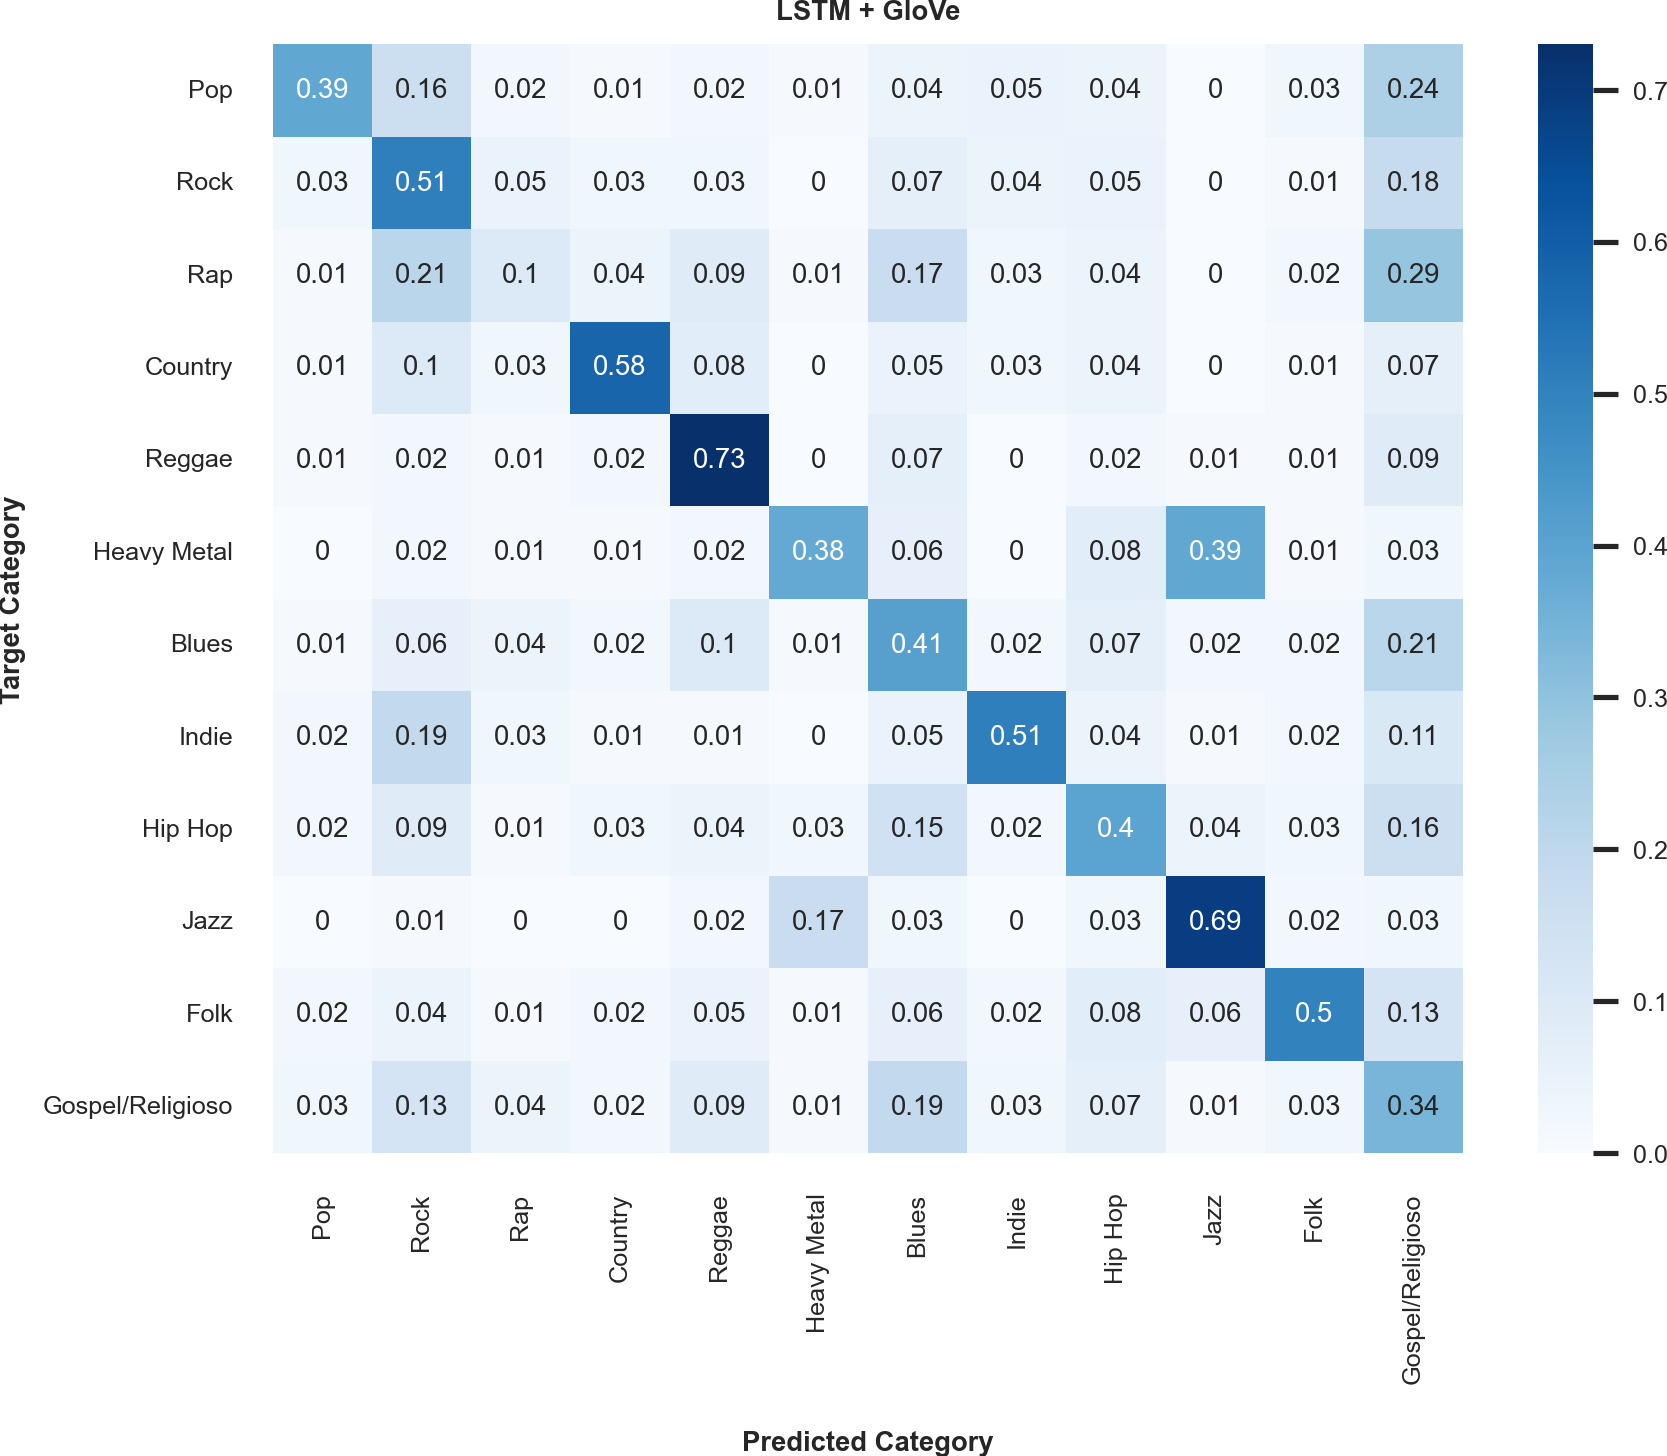 LSTM + GloVe
Pop 0.39 0.16 0.02 0.01 0.02 0.01 0.04 0.05 0.04 0 0.03 0.24
Rock 0.03 0.51 0.05 0.03 0.03 0 0.07 0.04 0.05 0 0.01 0.18
Rap 0.01 0.21 0.1 0.04 0.09 0.01 0.17 0.03 0.04 0 0.02 0.29
Country 0.01 0.1 0.03 0.58 0.08 0 0.05 0.03 0.04 0 0.01 0.07
Reggae 0.01 0.02 0.01 0.02 0.73 0 0.07 0 0.02 0.01 0.01 0.09
Heavy Metal 0 0.02 0.01 0.01 0.02 0.38 0.06 0 0.08 0.39 0.01 0.03
Blues 0.01 0.06 0.04 0.02 0.1 0.01 0.41 0.02 0.07 0.02 0.02 0.21
Indie 0.02 0.19 0.03 0.01 0.01 0 0.05 0.51 0.04 0.01 0.02 0.11
Hip Hop 0.02 0.09 0.01 0.03 0.04 0.03 0.15 0.02 0.4 0.04 0.03 0.16
Jazz 0 0.01 0 0 0.02 0.17 0.03 0 0.03 0.69 0.02 0.03
Folk 0.02 0.04 0.01 0.02 0.05 0.01 0.06 0.02 0.08 0.06 0.5 0.13
Gospel/Religioso 0.03 0.13 0.04 0.02 0.09 0.01 0.19 0.03 0.07 0.01 0.03 0.34
Pop Rock Rap Country Reggae Heavy Metal Blues Indie Hip Hop Jazz Folk Gospel/Religioso
Predicted Category
Target Category
0.7
0.6
0.5
0.4
0.3
0.2
0.1
0.0